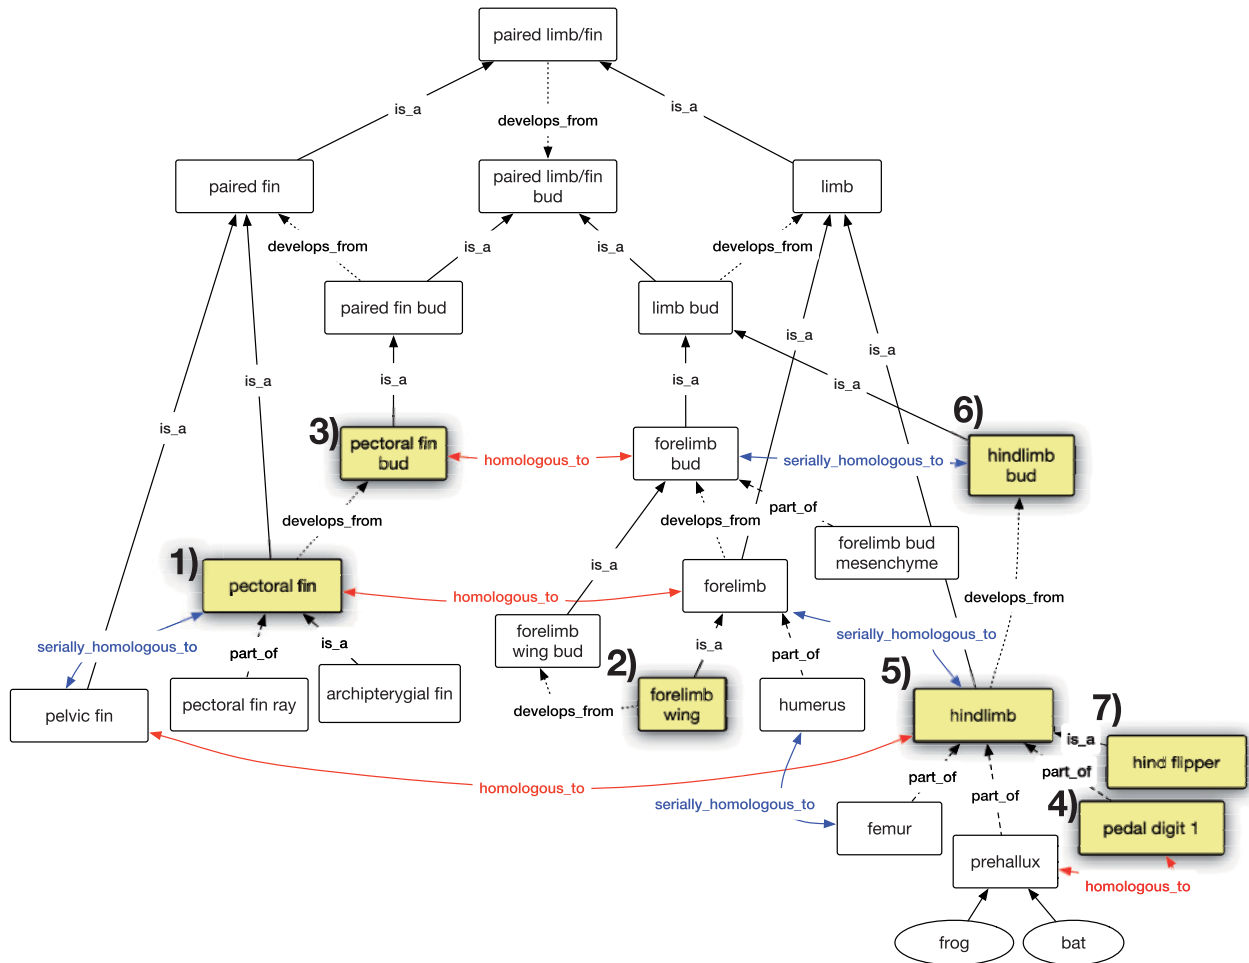 paired limb/fin
is_a
develops_from
is_a
paired fin
paired limb/fin
bud
limb
develops_from
is_a
is_a
develops_from
paired fin bud
limb bud
is_a
is_a
is_a
is_a
is_a
is_a
is_a
3)
pectoral fin
bud
homologous_to
forelimb
bud
serially_homologous_to
6)
hindlimb
bud
develops_from
develops_from
part_of
forelimb bud
mesenchyme
1)
pectoral fin
homologous_to
is_a
forelimb
develops_from
serially_homologous_to
part_of
is_a
forelimb
wing bud
is_a
part_of
serially_homologous_to
pelvic fin
pectoral fin ray
archipterygial fin
develops_from
2)
forelimb
wing
humerus
5)
hindlimb
7)
is_a
hind flipper
homologous_to
serially_homologous_to
part_of
part_of
part_of
4)
pedal digit 1
femur
prehallux
homologous_to
frog
bat